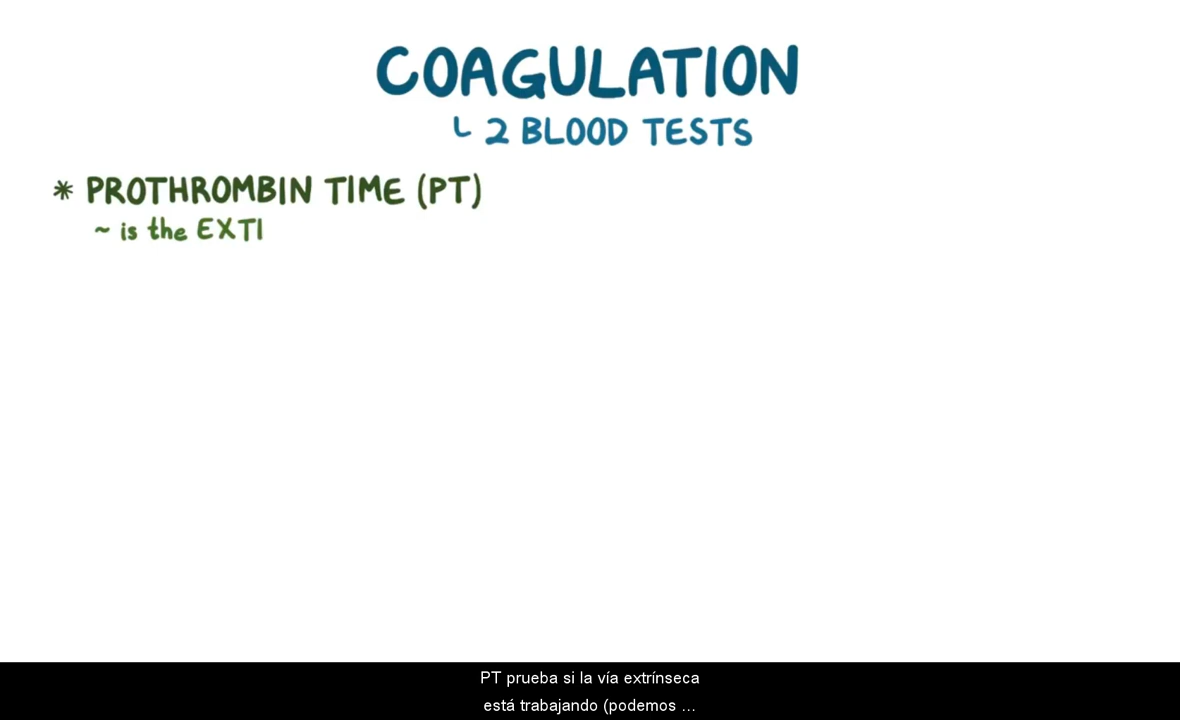 COAGULATION
└ 2 BLOOD TESTS
* PROTHROMBIN TIME (PT)
~ is the EXTI
PT prueba si la vía extrínseca
está trabajando (podemos ...